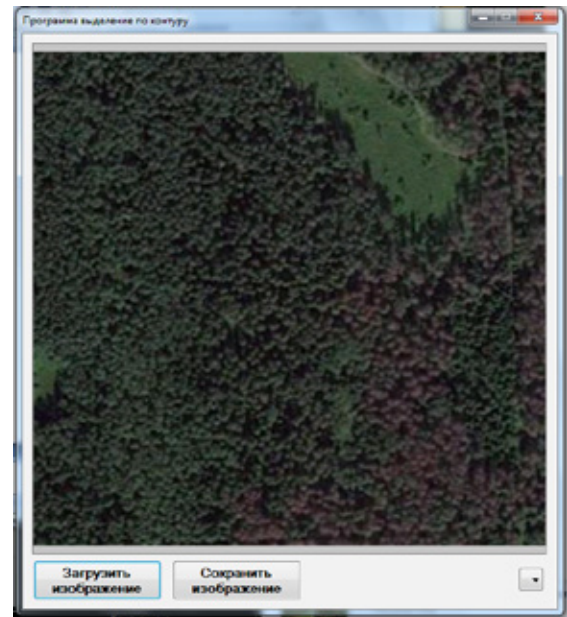 Программа выделение по контуру
Загрузить
изображение
Сохранить
изображение